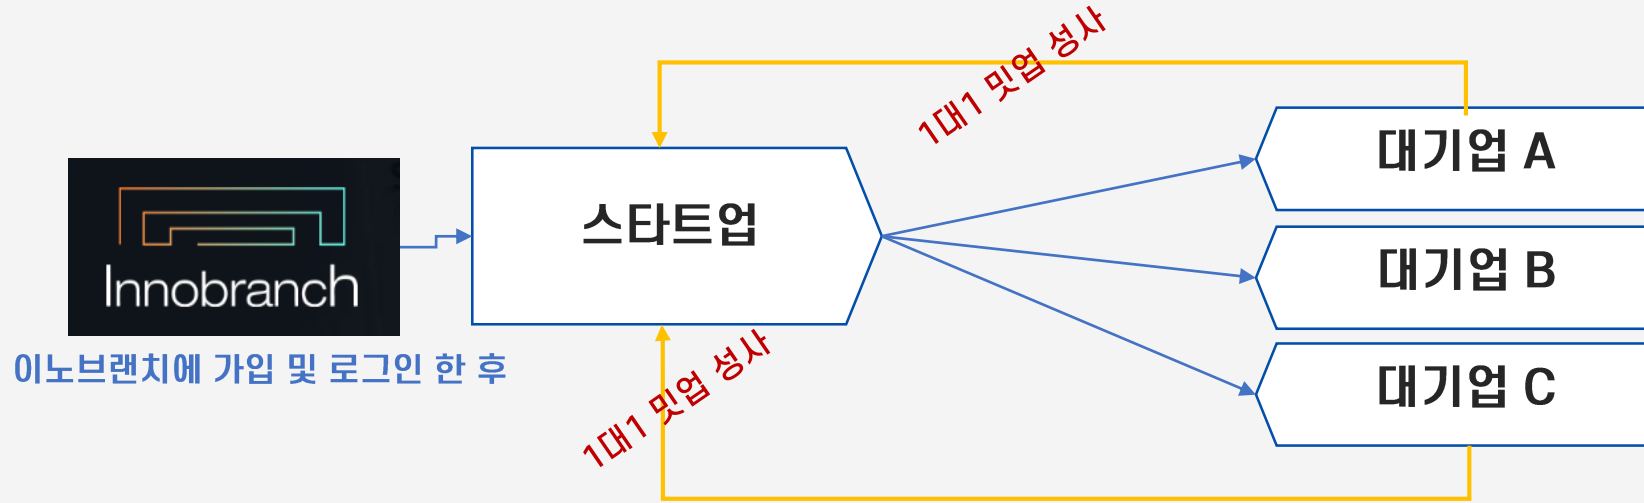 1대1 밋업 성사
대기업 A
스타트업
대기업 B
Innobranch
이노브랜치에 가입 및 로그인 한 후
1대1 밋업 성사
대기업 C